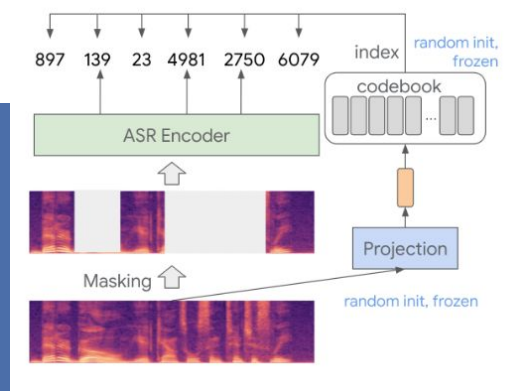 897 139 23 4981 2750 6079
index
random init,
frozen
codebook
...
ASR Encoder
Projection
Masking
random init, frozen